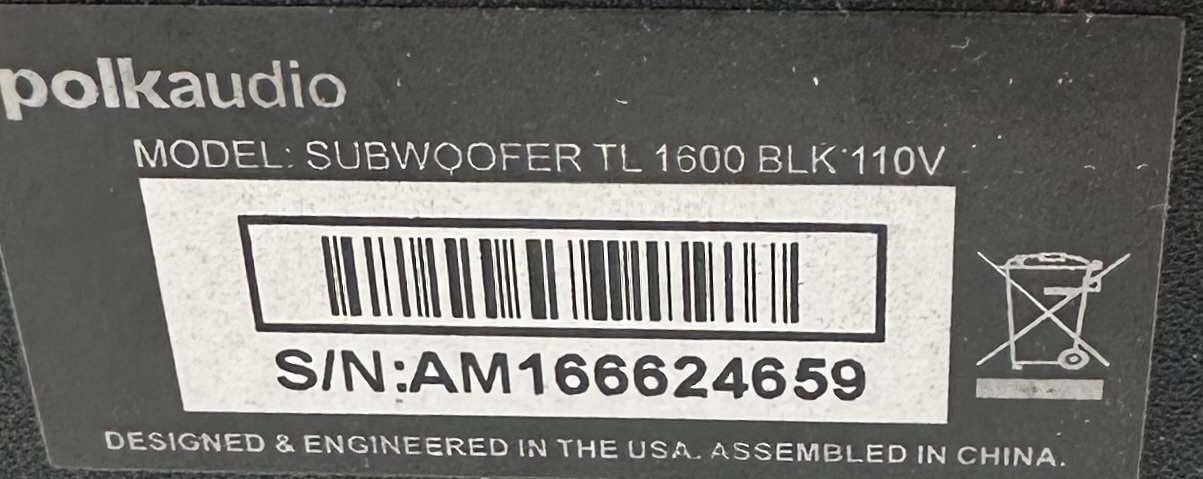 polkaudio
MODEL: SUBWOOFER TL 1600 BLK 110V
S/N:AM166624659
DESIGNED & ENGINEERED IN THE USA. ASSEMBLED IN CHINA.